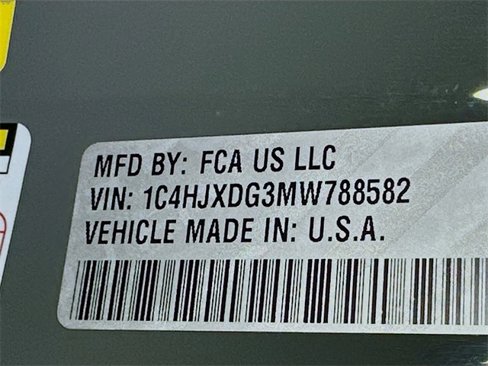 MFD BY: FCA US LLC
VIN: 1C4HJXDG3MW788582
VEHICLE MADE IN: U.S.A.